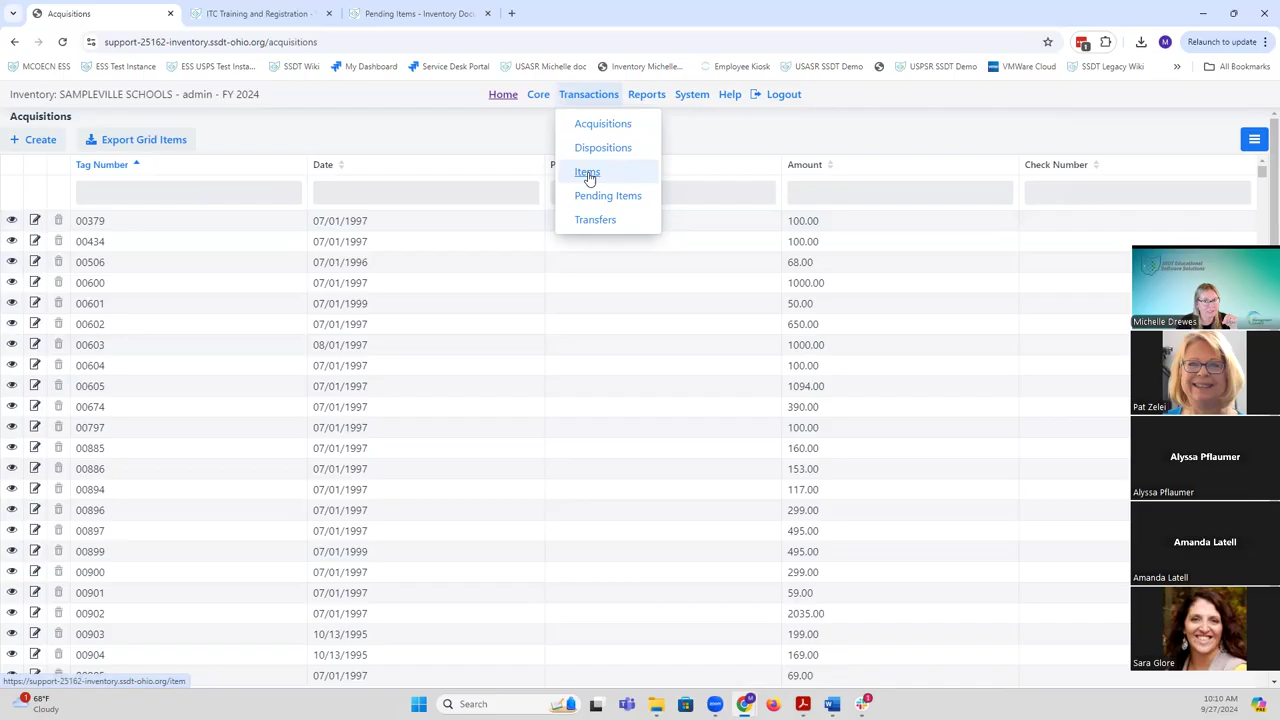 Acquisitions
ITC Training and Registration -
Pending Items - Inventory Doc
support-25162-inventory.ssdt-ohio.org/acquisitions
Relaunch to update
MCOECN ESS
ESS Test Instance
ESS USPS Test Insta...
SSDT Wiki
My Dashboard
Service Desk Portal
USASR Michelle doc
Inventory Michelle...
Employee Kiosk
USASR SSDT Demo
USPSR SSDT Demo
VMWare Cloud
SSDT Legacy Wiki
»
All Bookmarks
Inventory: SAMPLEVILLE SCHOOLS - admin - FY 2024
Home Core Transactions Reports System Help Logout
Acquisitions
+ Create
Export Grid Items
Acquisitions
Dispositions
Items
Pending Items
Transfers
Tag Number Date P Amount Check Number
00379 07/01/1997 100.00
00434 07/01/1997 100.00
00506 07/01/1996 68.00
00600 07/01/1997 1000.00
00601 07/01/1999 50.00
00602 07/01/1997 650.00
00603 08/01/1997 1000.00
00604 07/01/1997 100.00
00605 07/01/1997 1094.00
00674 07/01/1997 390.00
00797 07/01/1997 100.00
00885 07/01/1997 160.00
00886 07/01/1997 153.00
00894 07/01/1997 117.00
00896 07/01/1997 299.00
00897 07/01/1997 495.00
00899 07/01/1999 495.00
00900 07/01/1997 299.00
00901 07/01/1997 59.00
00902 07/01/1997 2035.00
00903 10/13/1995 199.00
00904 10/13/1995 169.00
07/01/1997 69.00
SSDT Educational
Software Solutions
Michelle Drewes
Pat Zelei
Alyssa Pflaumer
Alyssa Pflaumer
Amanda Latell
Amanda Latell
Sara Glore
https://support-25162-inventory.ssdt-ohio.org/item
1
68°F
Cloudy
Search
1
10:10 AM
9/27/2024